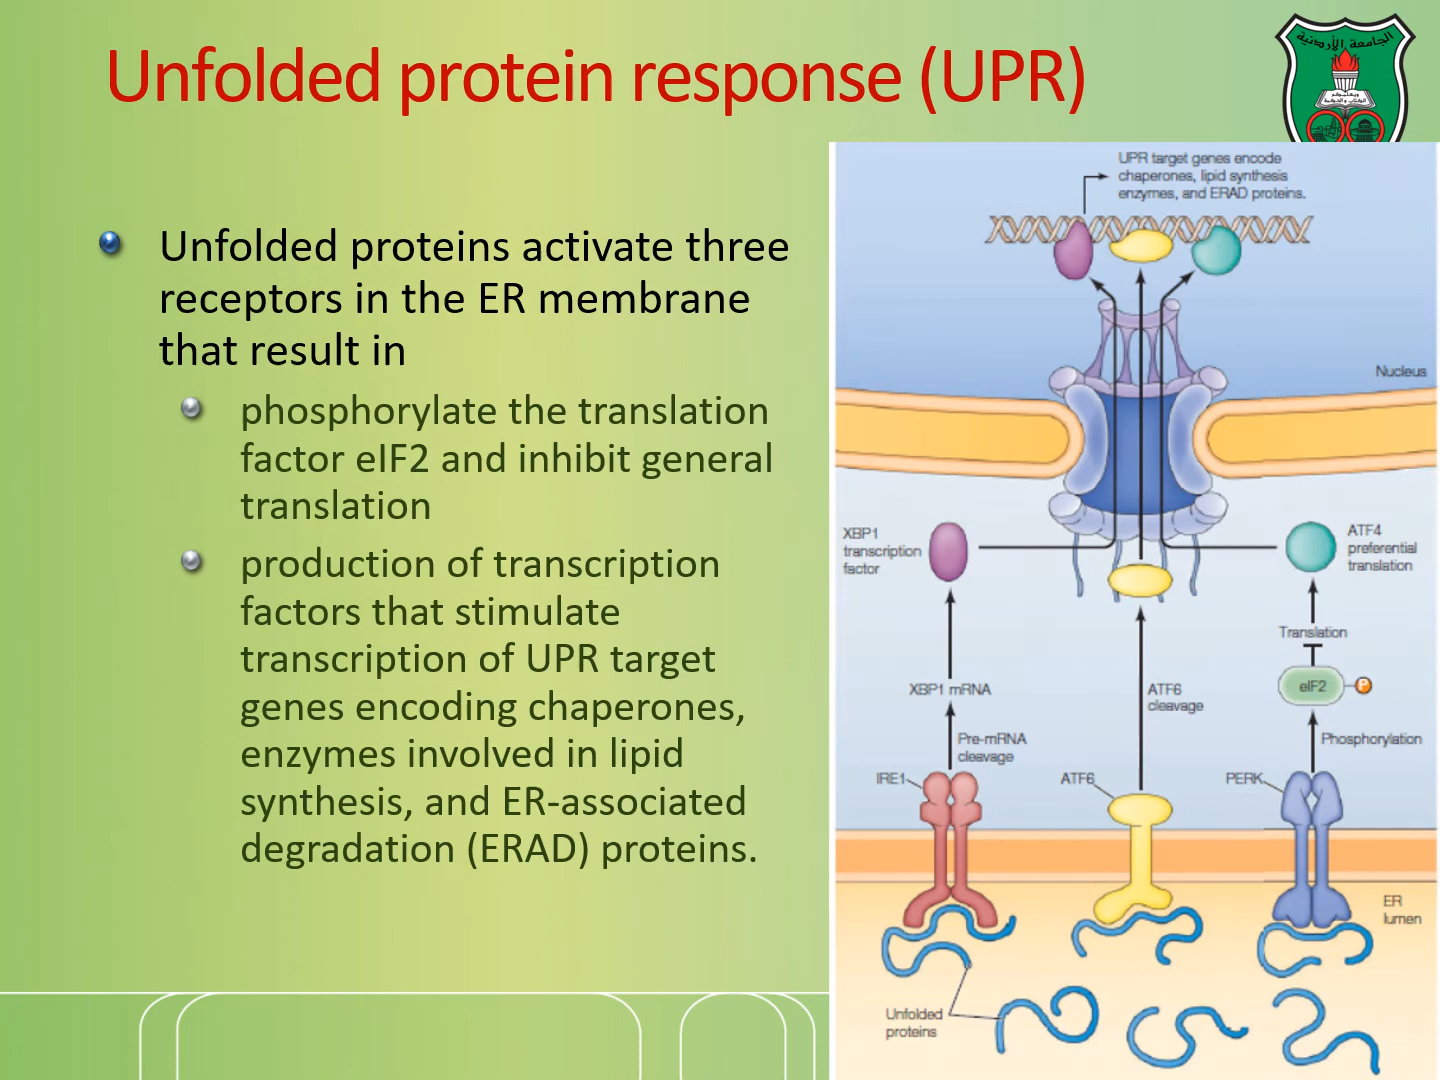 Unfolded protein response (UPR)
الجامعة الأردنية
Unfolded proteins activate three
receptors in the ER membrane
that result in
phosphorylate the translation
factor eIF2 and inhibit general
translation
production of transcription
factors that stimulate
transcription of UPR target
genes encoding chaperones,
enzymes involved in lipid
synthesis, and ER-associated
degradation (ERAD) proteins.
UPR target genes encode
chaperones, lipid synthesis
enzymes, and ERAD proteins.
Nucleus
XBP1
transcription
factor
ATF4
preferential
translation
Translation
XBP1 mRNA
ATF6
cleavage
eIF2
P
Pre-mRNA
cleavage
Phosphorylation
IRE1
ATF6
PERK
ER
lumen
Unfolded
proteins